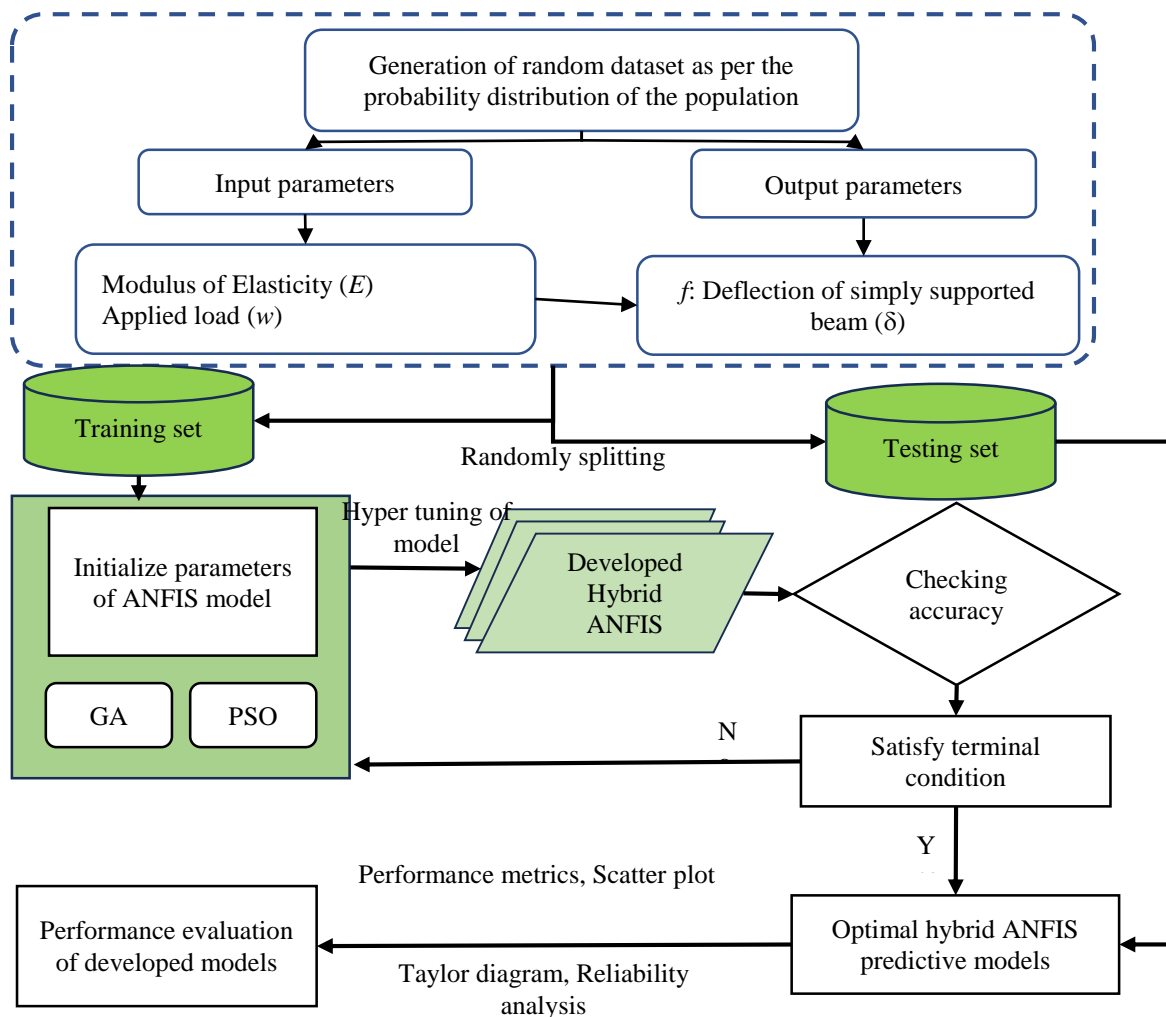 Generation of random dataset as per the
probability distribution of the population
Input parameters
Output parameters
Modulus of Elasticity (E)
Applied load (w)
f: Deflection of simply supported
beam (δ)
Training set
Testing set
Randomly splitting
Hyper tuning of
model
Initialize parameters
of ANFIS model
GA
PSO
Developed
Hybrid
ANFIS
Checking
accuracy
N
Satisfy terminal
condition
Y
Performance metrics, Scatter plot
Performance evaluation
of developed models
Optimal hybrid ANFIS
predictive models
Taylor diagram, Reliability
analysis